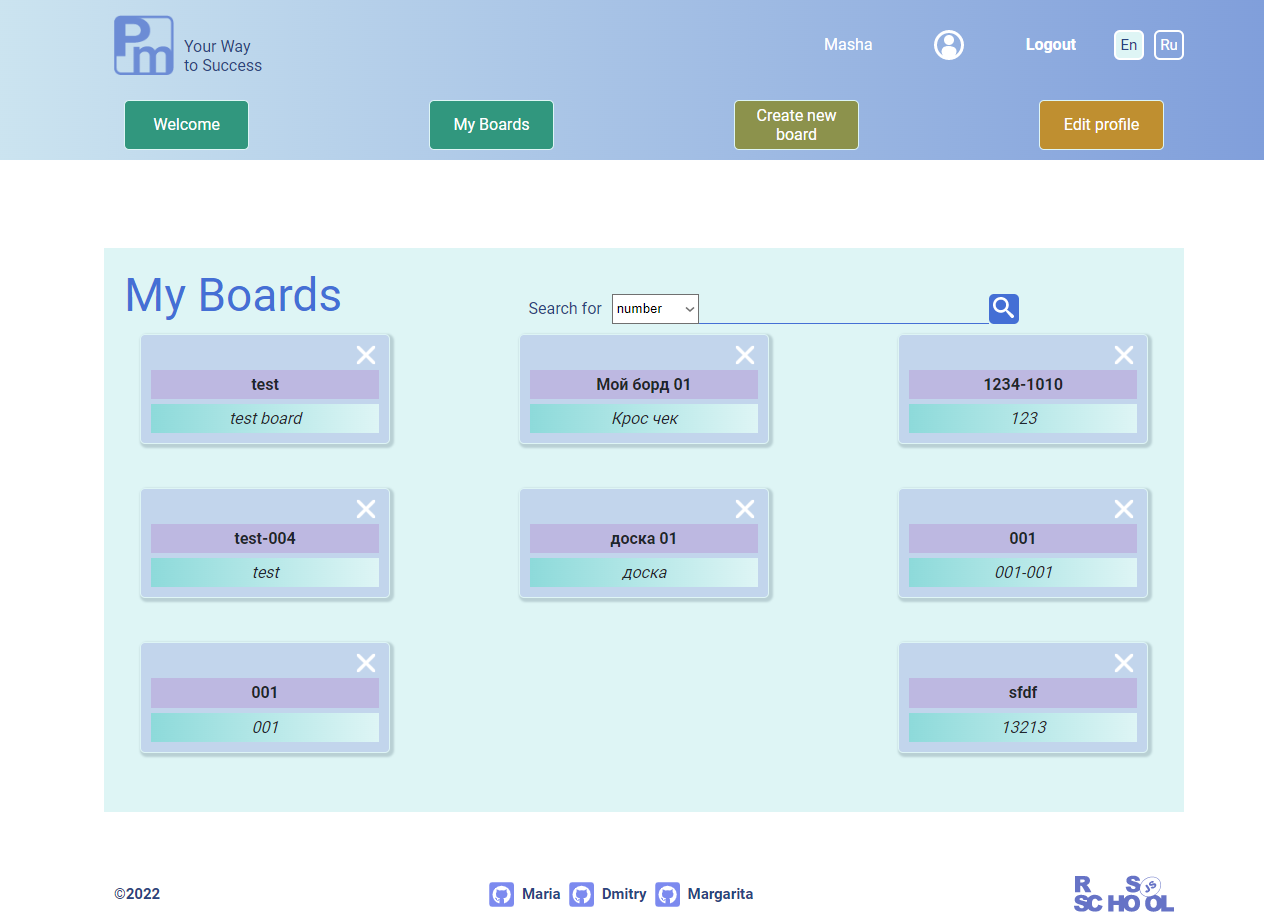 Pm
Your Way
to Success
Masha
Logout
En
Ru
Welcome
My Boards
Create new
board
Edit profile
My Boards
Search for
number
test
test board
Мой борд 01
Крос чек
1234-1010
123
test-004
test
доска 01
доска
001
001-001
001
001
sfdf
13213
©2022
Maria
Dmitry
Margarita
R S JS
SCHOOL